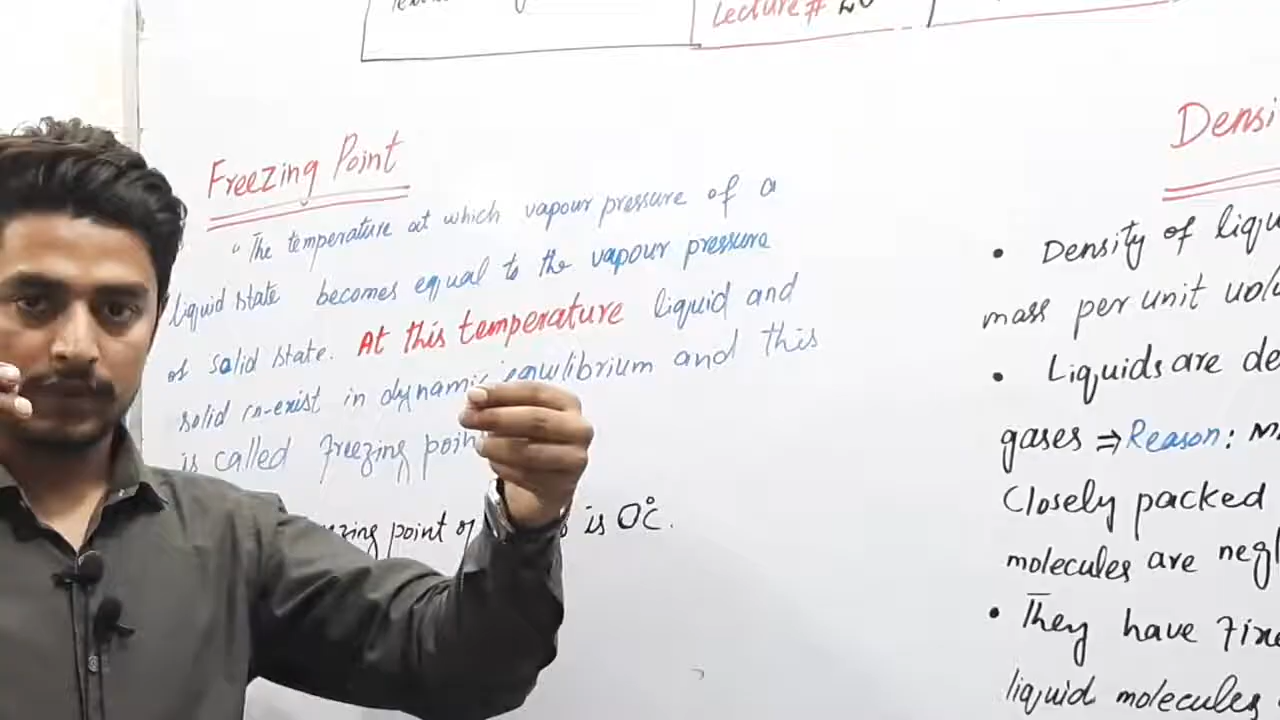 Lecture # 20
Freezing Point
"The temperature at which vapour pressure of a
liquid state becomes equal to the vapour pressure
of solid state. At this temperature liquid and
solid co-exist in dynamic equilibrium and this
is called freezing poin
zing point of is 0°C.
Densi
• Density of liqu
mass per unit volu
• Liquids are de
gases ⇒ Reason: M
Closely packed
molecules are negl
• They have fixe
liquid molecules